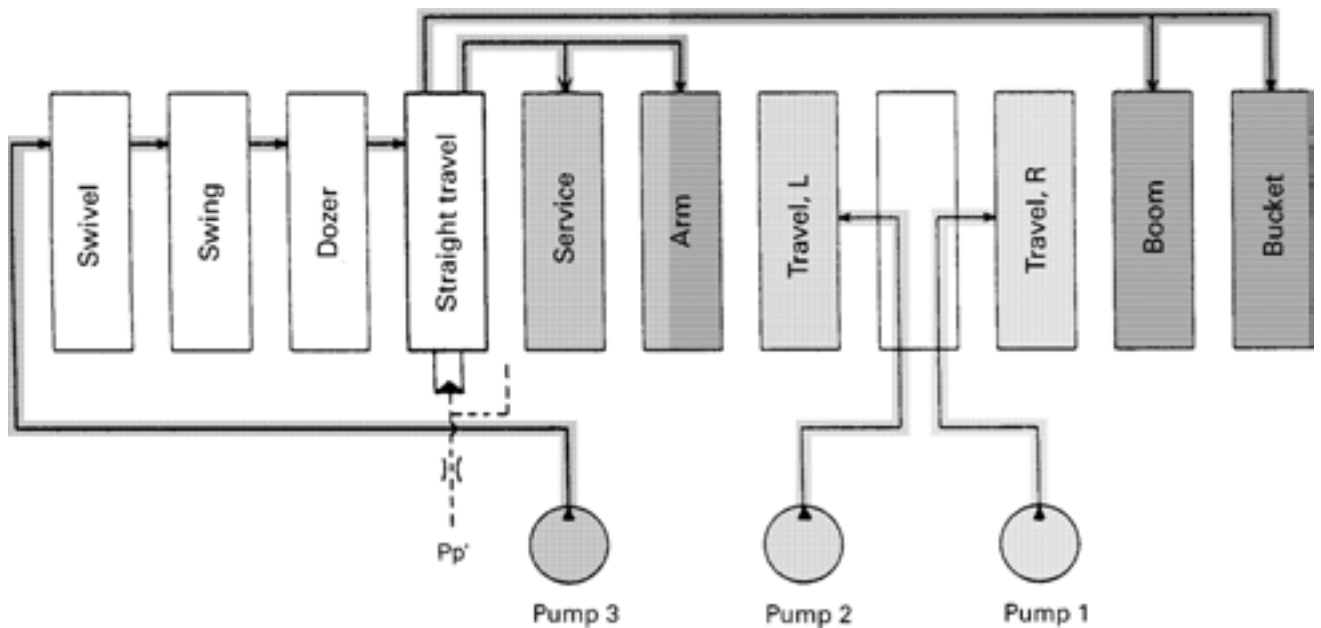 Swivel
Swing
Dozer
Straight travel
Service
Arm
Travel, L
Travel, R
Boom
Bucket
Pp'
Pump 3
Pump 2
Pump 1